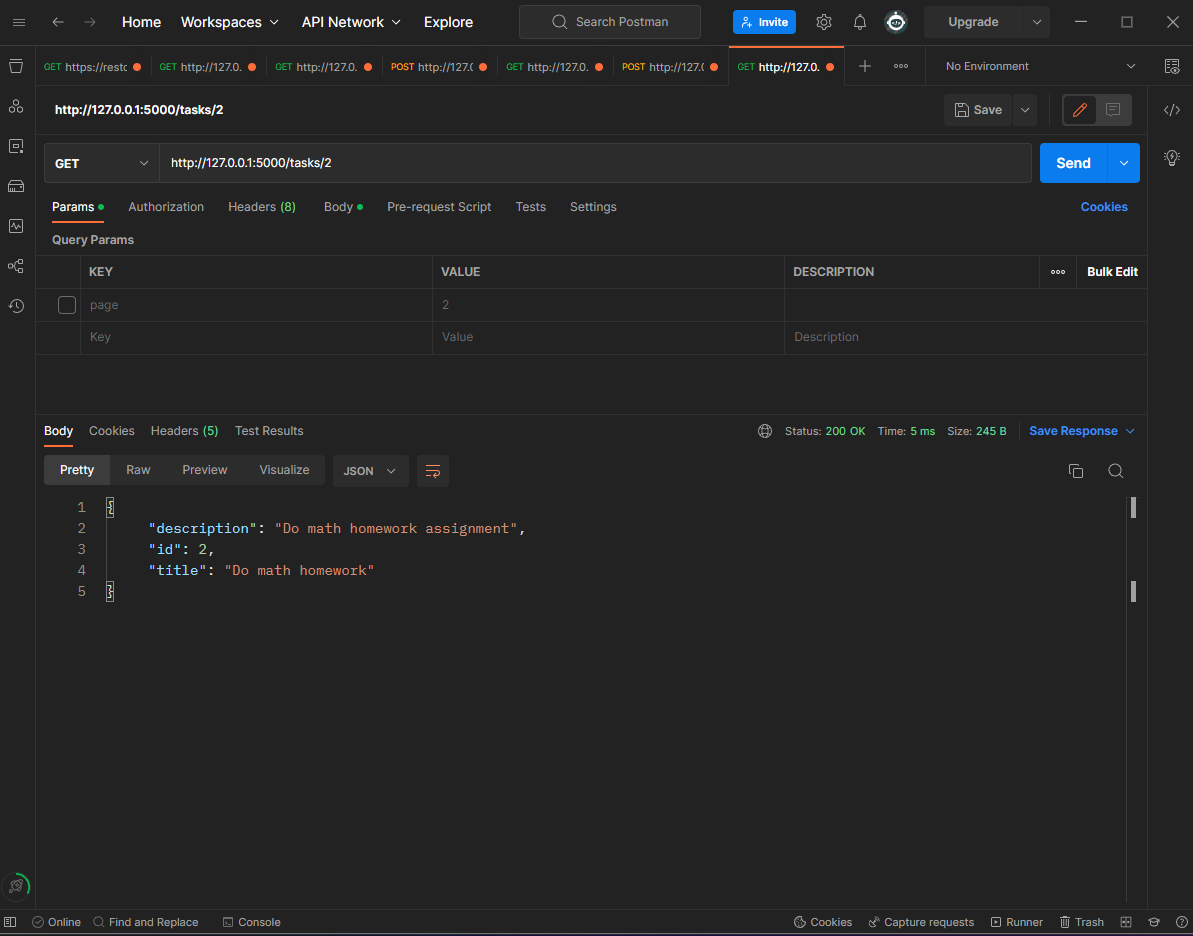 Home Workspaces API Network Explore Search Postman Invite Upgrade
GET https://restc GET http://127.0. GET http://127.0. POST http://127.( GET http://127.0. POST http://127.( GET http://127.0. No Environment
http://127.0.0.1:5000/tasks/2 Save
GET http://127.0.0.1:5000/tasks/2 Send
Params Authorization Headers (8) Body Pre-request Script Tests Settings Cookies
Query Params
KEY VALUE DESCRIPTION Bulk Edit
page 2
Key Value Description
Body Cookies Headers (5) Test Results Status: 200 OK Time: 5 ms Size: 245 B Save Response
Pretty Raw Preview Visualize JSON
1 {
2 "description": "Do math homework assignment",
3 "id": 2,
4 "title": "Do math homework"
5 }
Online Find and Replace Console Cookies Capture requests Runner Trash